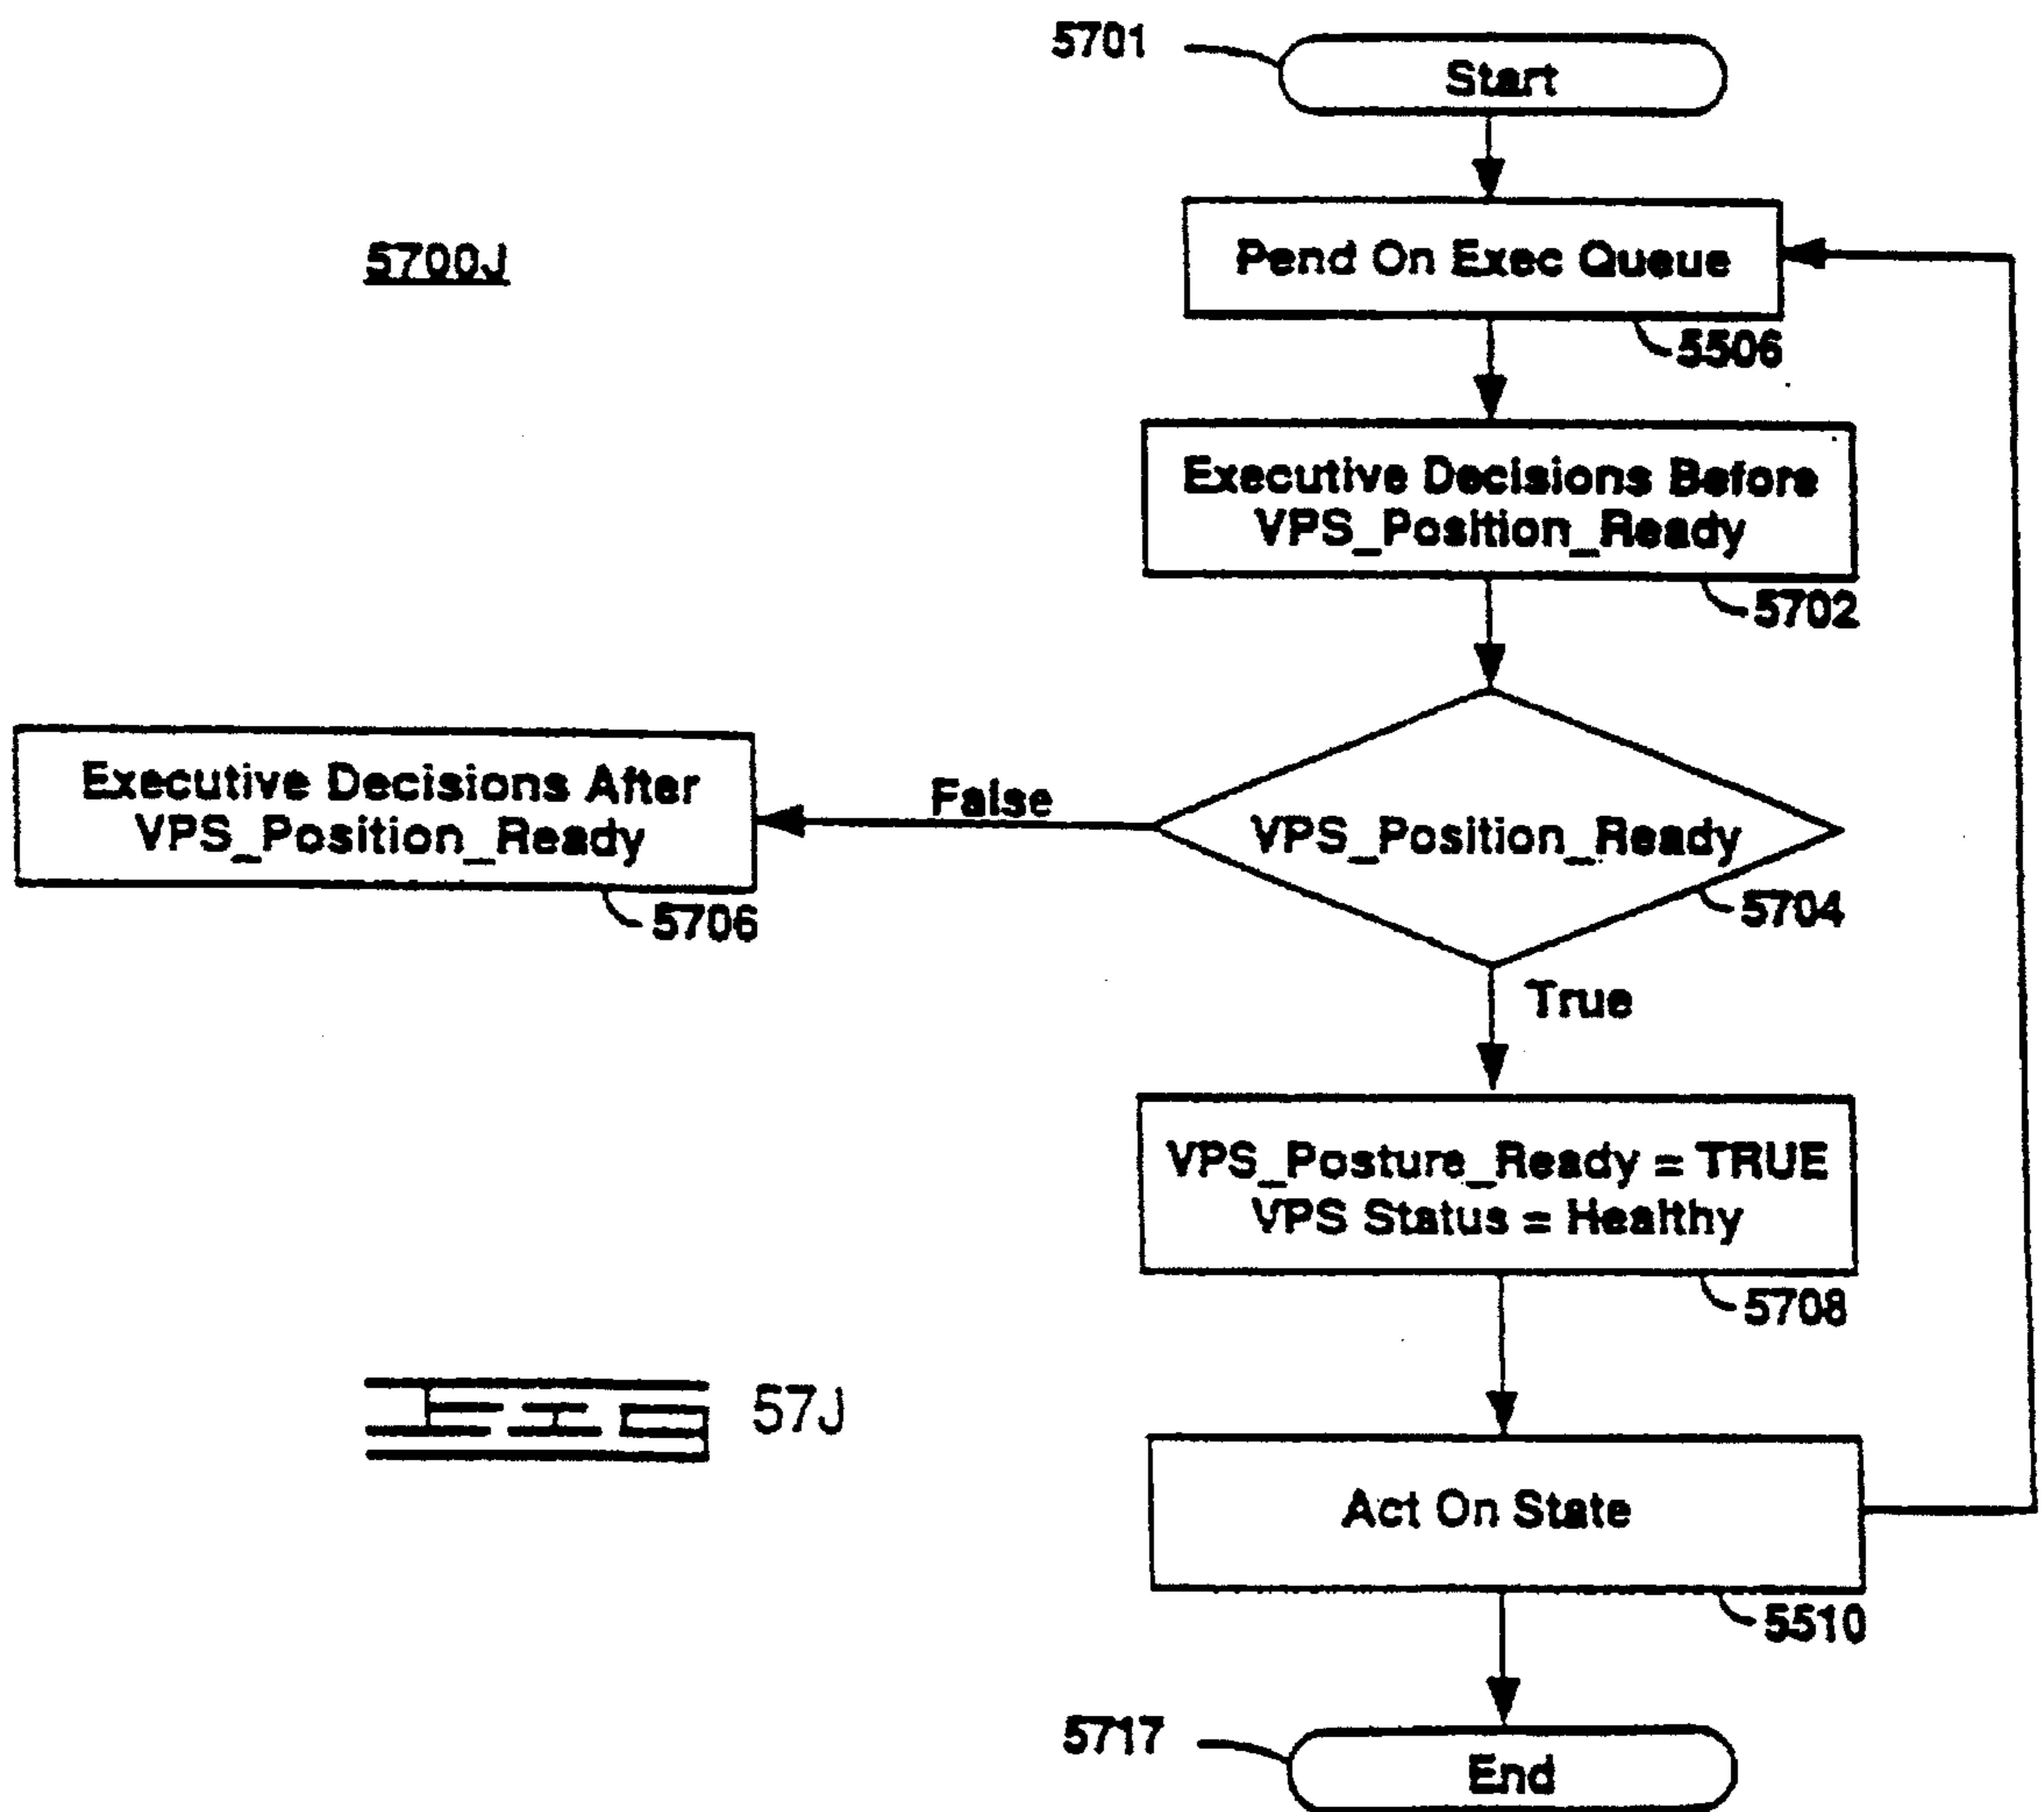 5701
Start
5700J
Pend On Exec Queue
5506
Executive Decisions Before
VPS_Position_Ready
5702
Executive Decisions After
VPS_Position_Ready
5706
False
VPS_Position_Ready
5704
True
VPS_Posture_Ready = TRUE
VPS Status = Healthy
5708
FIG 57J
Act On State
5510
5717
End